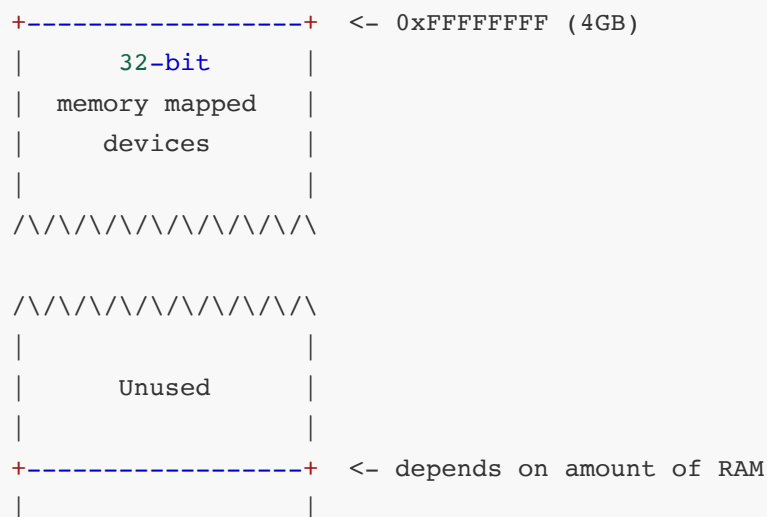 +------------------+  <- 0xFFFFFFFF (4GB)
|      32-bit      |
|  memory mapped   |
|     devices      |
|                  |
/\/\/\/\/\/\/\/\/\/\
/\/\/\/\/\/\/\/\/\/\
|                  |
|      Unused      |
|                  |
+------------------+  <- depends on amount of RAM
|                  |